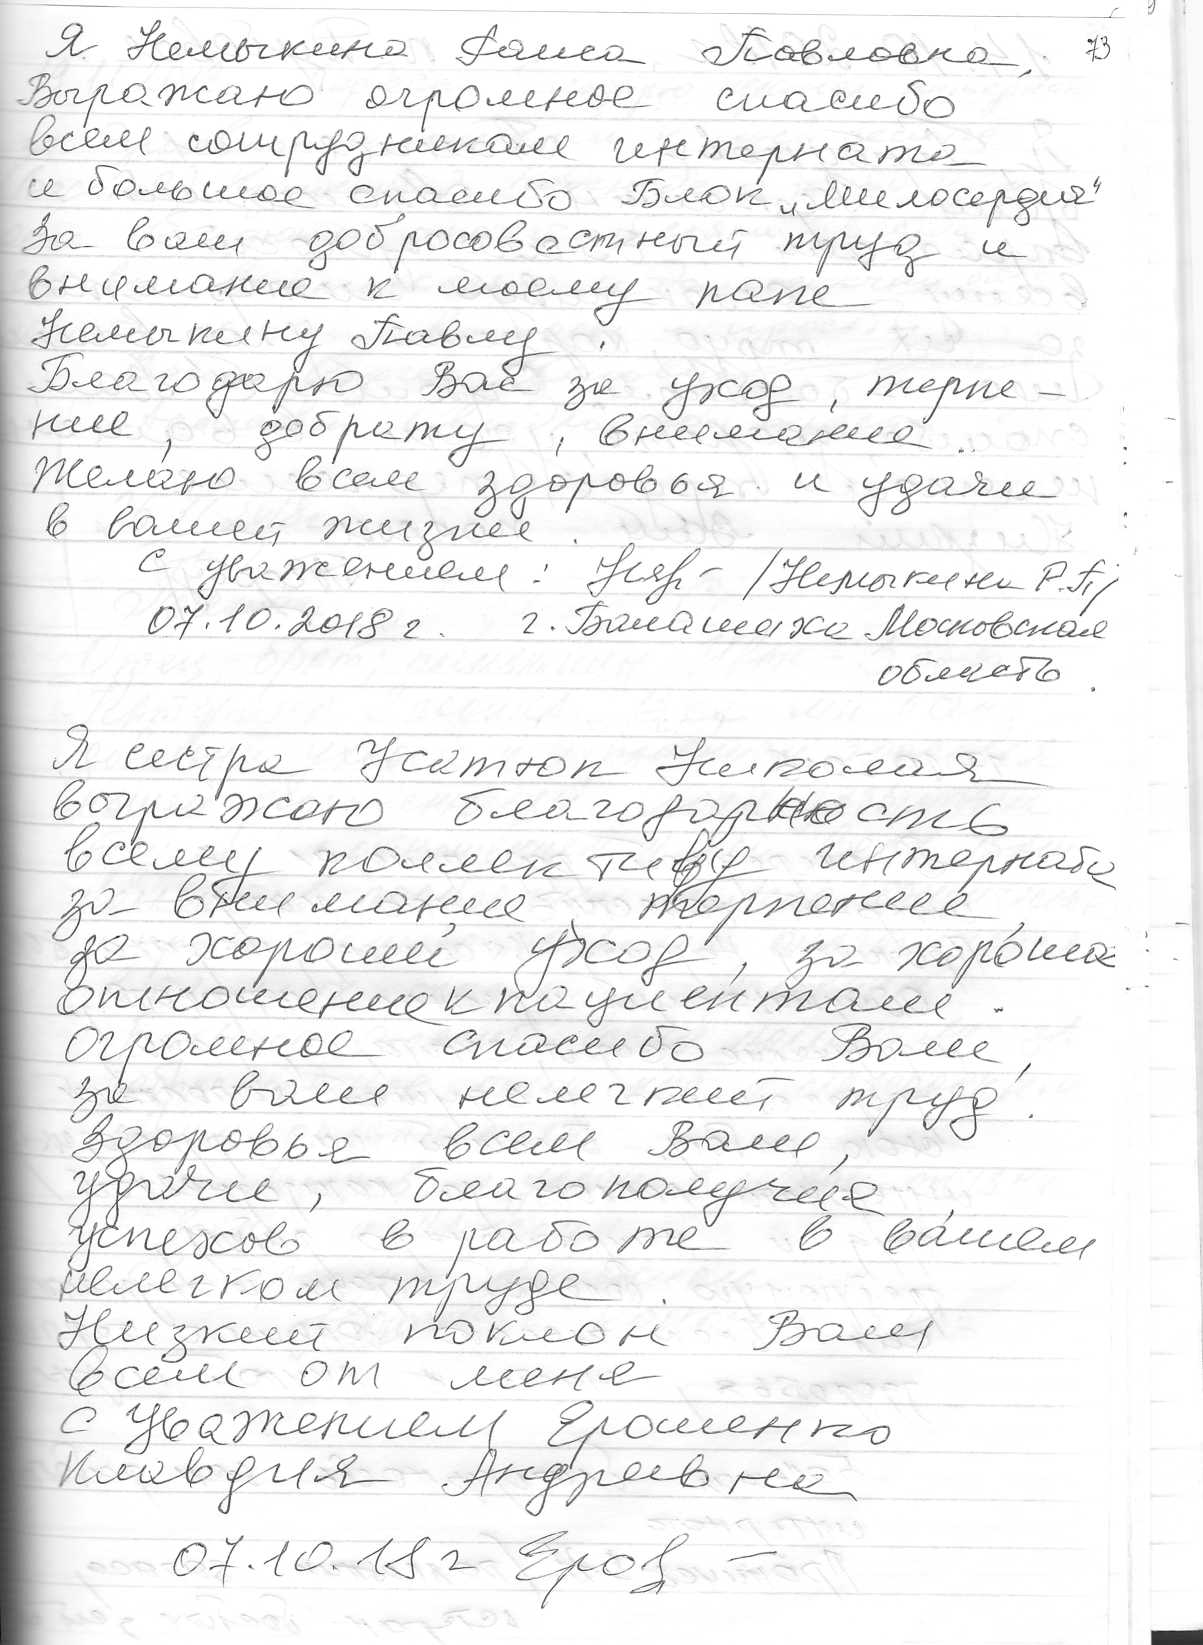 73
Я Немыкина Раиса Павловна,
Выражаю огромное спасибо
всем сотрудникам интерната
и большое спасибо Блок „Милосердия"
За ваш добросовестный труд и
внимание к моему папе
Немыкину Павлу.
Благодарю Вас за уход, терпе-
ние, доброту, внимание.
Желаю всем здоровья и удачи
в вашей жизни.
С уважением: /Немыкина Р.П/
07.10.2018 г. г. Балашиха Московская
область.
Я сестра Усатюк Николая
выражаю благодарность
всему коллективу интерната
за внимание, терпение,
за хороший уход, за хороша
отношение к пациентам.
Огромное спасибо Вам,
за ваш нелегкий труд.
Здоровья всем Вам,
удачи, благополучия,
успехов в работе в вашем
нелегком труде.
Низкий поклон Вам
всем от меня
С Уважением Ерошенко
Клавдия Андреевна
07.10.18 г